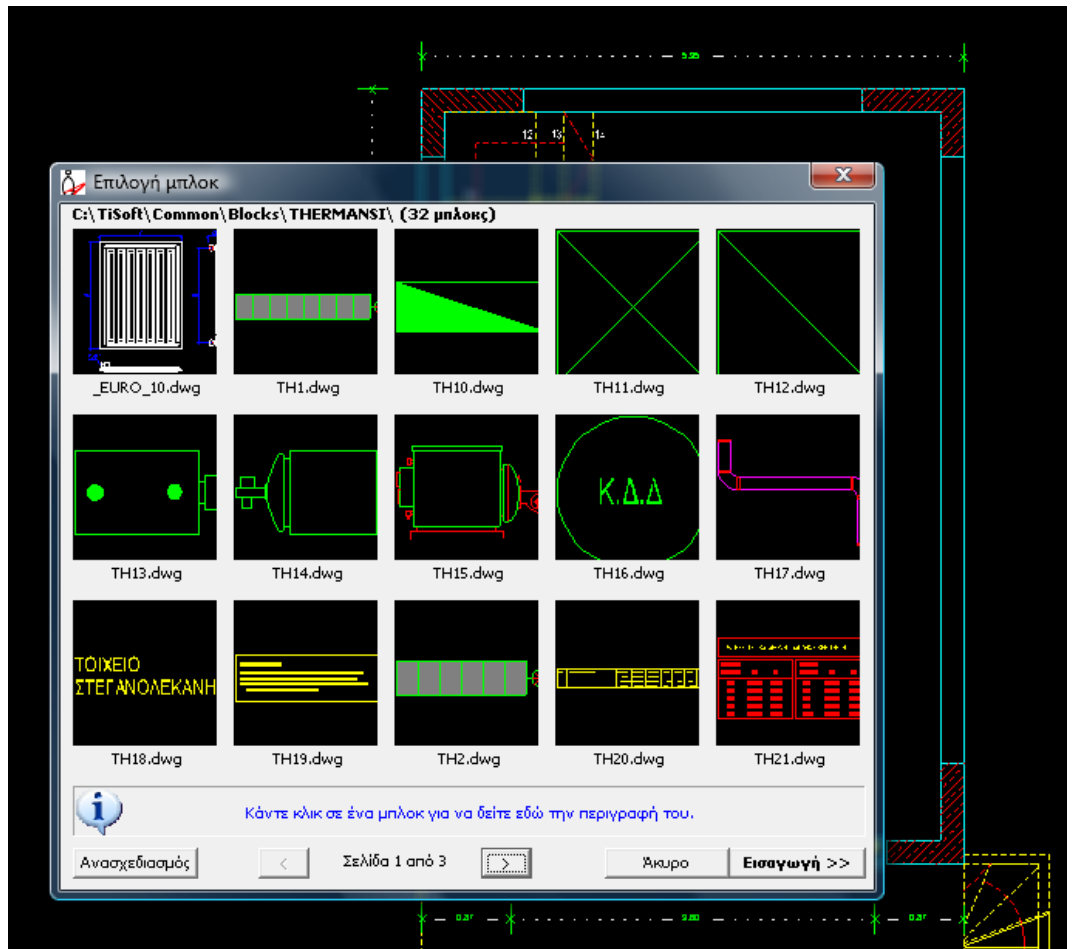 5.25
12 13 14
Επιλογή μπλοκ
C:\TiSoft\Common\Blocks\THERMANSI\ (32 μπλοκς)
_EURO_10.dwg
TH1.dwg
TH10.dwg
TH11.dwg
TH12.dwg
Κ.Δ.Δ
TH13.dwg
TH14.dwg
TH15.dwg
TH16.dwg
TH17.dwg
ΤΟΙΧΕΙΟ
ΣΤΕΓΑΝΟΛΕΚΑΝΗ
TH18.dwg
TH19.dwg
TH2.dwg
TH20.dwg
TH21.dwg
Κάντε κλικ σε ένα μπλοκ για να δείτε εδώ την περιγραφή του.
Ανασχεδιασμός
<
Σελίδα 1 από 3
>
Άκυρο
Εισαγωγή >>